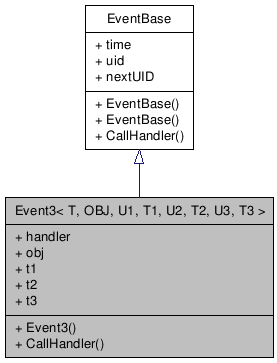 EventBase
+ time
+ uid
+ nextUID
+ EventBase()
+ EventBase()
+ CallHandler()
Event3< T, OBJ, U1, T1, U2, T2, U3, T3 >
+ handler
+ obj
+ t1
+ t2
+ t3
+ Event3()
+ CallHandler()